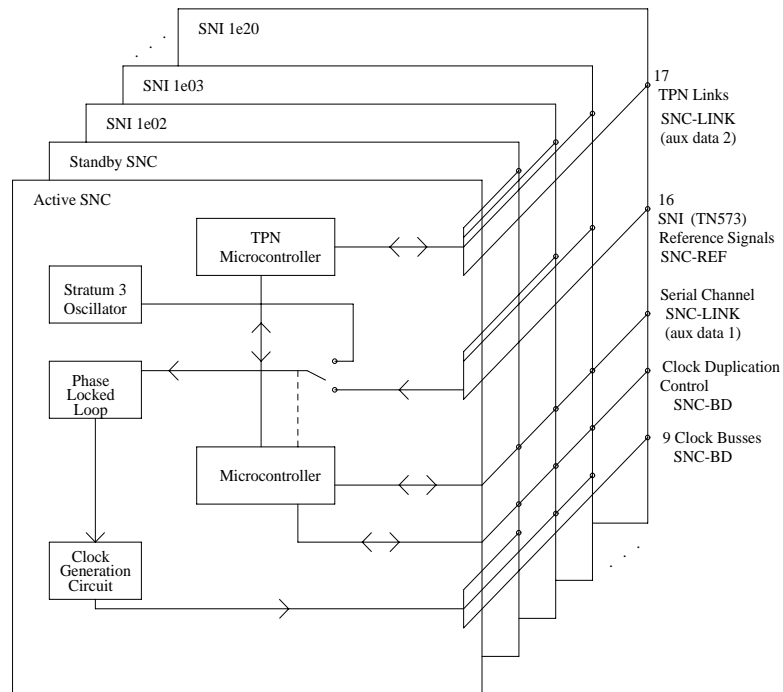 SNI 1e20
SNI 1e03
SNI 1e02
Standby SNC
Active SNC
TPN
Microcontroller
Stratum 3
Oscillator
Phase
Locked
Loop
Microcontroller
Clock
Generation
Circuit
17
TPN Links
SNC-LINK
(aux data 2)
16
SNI (TN573)
Reference Signals
SNC-REF
Serial Channel
SNC-LINK
(aux data 1)
Clock Duplication
Control
SNC-BD
9 Clock Busses
SNC-BD